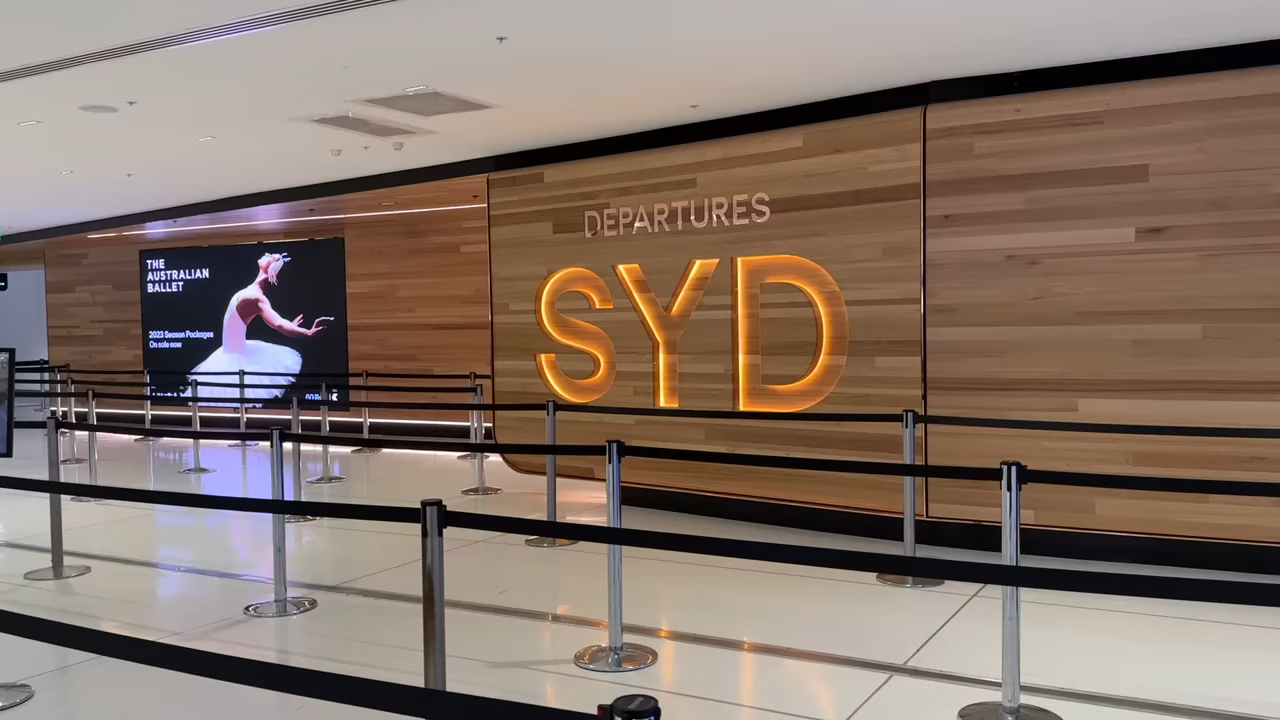 THE
AUSTRALIAN
BALLET
2023 Season Packages
On sale now
DEPARTURES
SYD